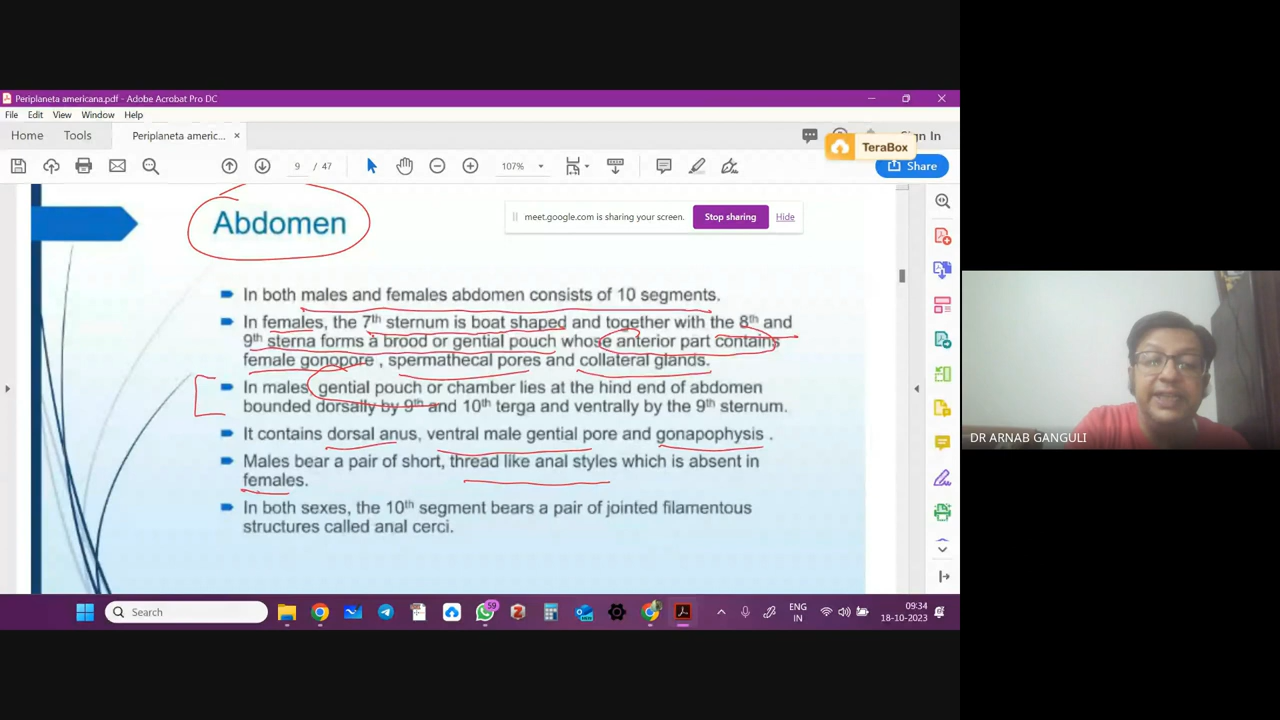 Periplaneta americana.pdf - Adobe Acrobat Pro DC
File Edit View Window Help
Home Tools Periplaneta americ... × Sign In
TeraBox
9 / 47 107% Share
meet.google.com is sharing your screen. Stop sharing Hide
Abdomen
In both males and females abdomen consists of 10 segments.
In females, the 7th sternum is boat shaped and together with the 8th and
9th sterna forms a brood or gential pouch whose anterior part contains
female gonopore , spermathecal pores and collateral glands.
In males gential pouch or chamber lies at the hind end of abdomen
bounded dorsally by 9th and 10th terga and ventrally by the 9th sternum.
It contains dorsal anus, ventral male gential pore and gonapophysis .
Males bear a pair of short, thread like anal styles which is absent in
females.
In both sexes, the 10th segment bears a pair of jointed filamentous
structures called anal cerci.
DR ARNAB GANGULI
Search 59 ENG 09:34
IN 18-10-2023